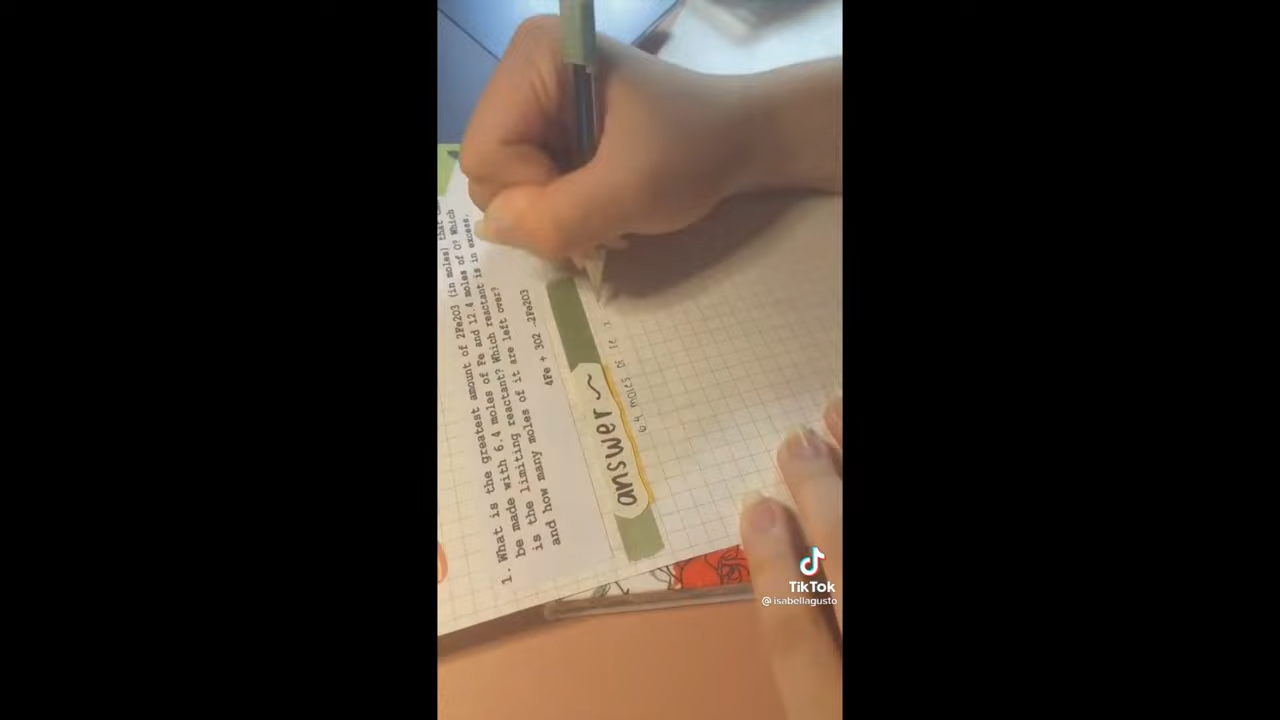 1. What is the greatest amount of 2Fe2O3 (in moles) that
be made with 6.4 moles of Fe and 12.4 moles of O? Which
is the limiting reactant? Which reactant is in excess,
and how many moles of it are left over?
4Fe + 3O2 →2Fe2O3
answer ~
6.4 moles of Fe x
TikTok
@isabellagusto